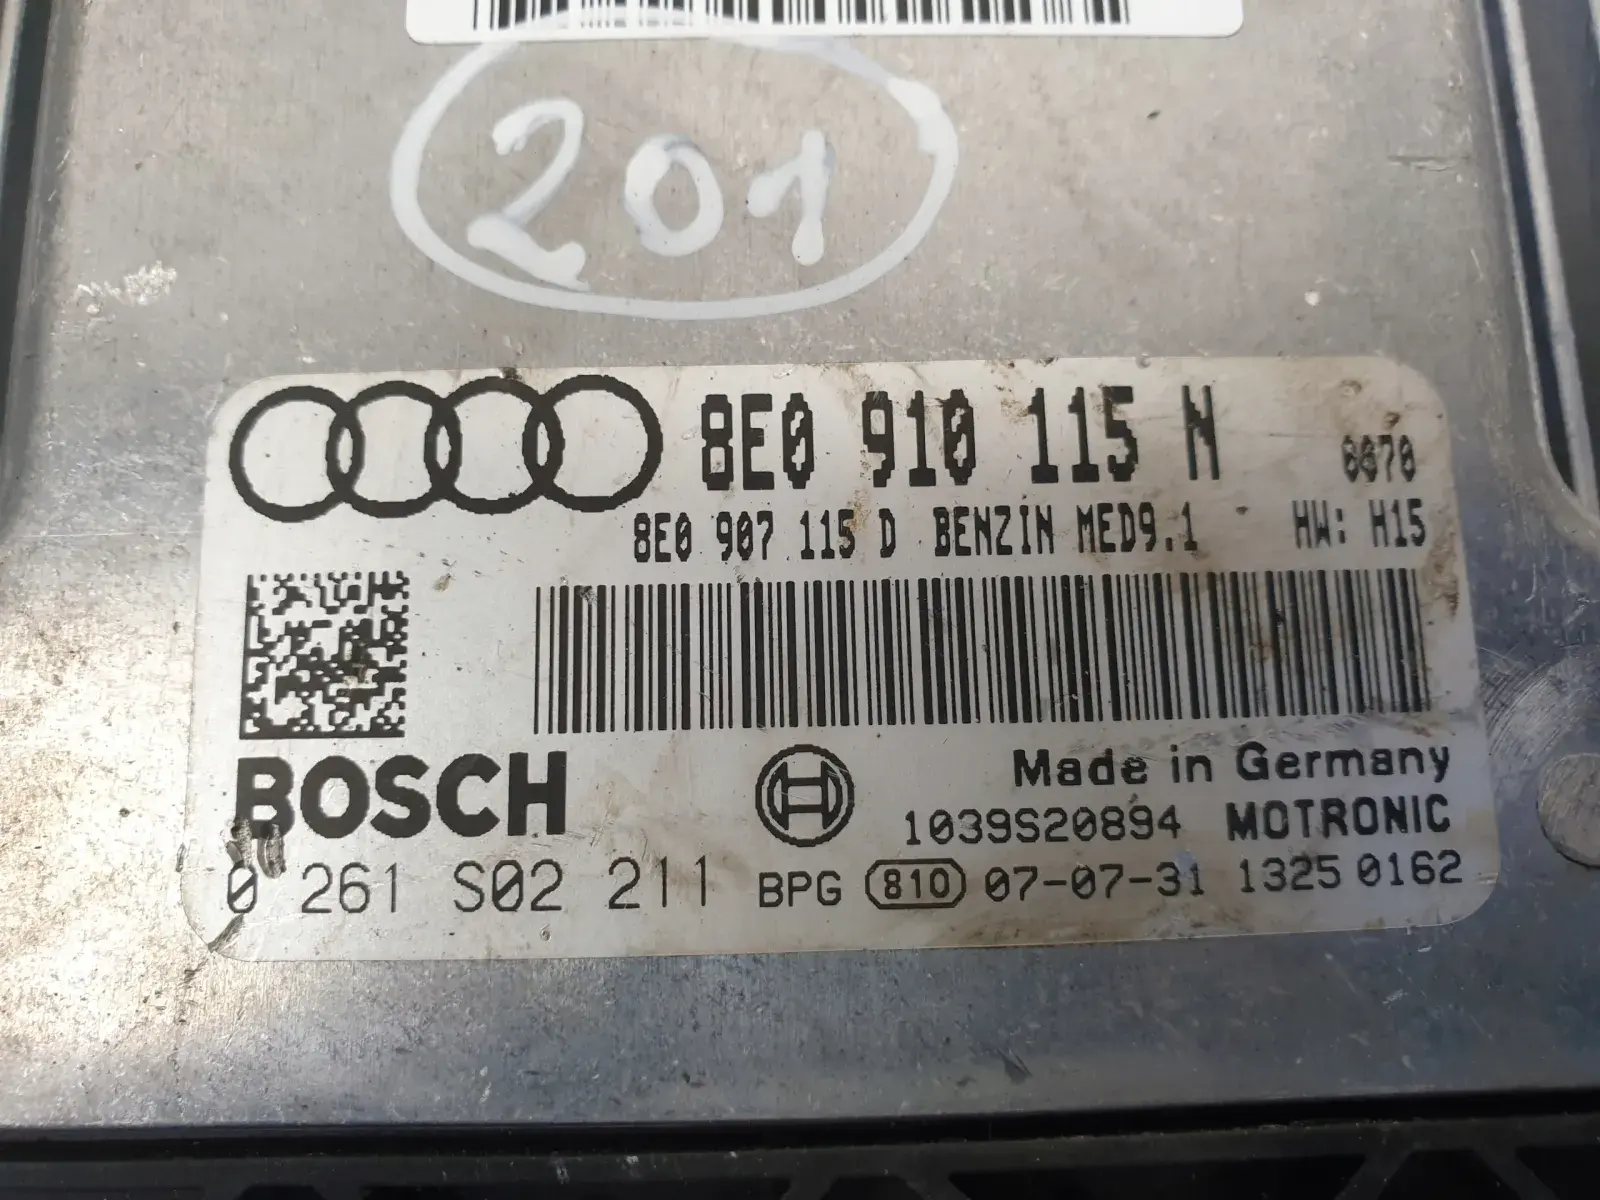 201
8E0 910 115 N
8E0 907 115 D BENZIN MED9.1 HW: H15
BOSCH
Made in Germany
1039S20894 MOTRONIC
0 261 S02 211 BPG 810 07-07-31 1325 0162